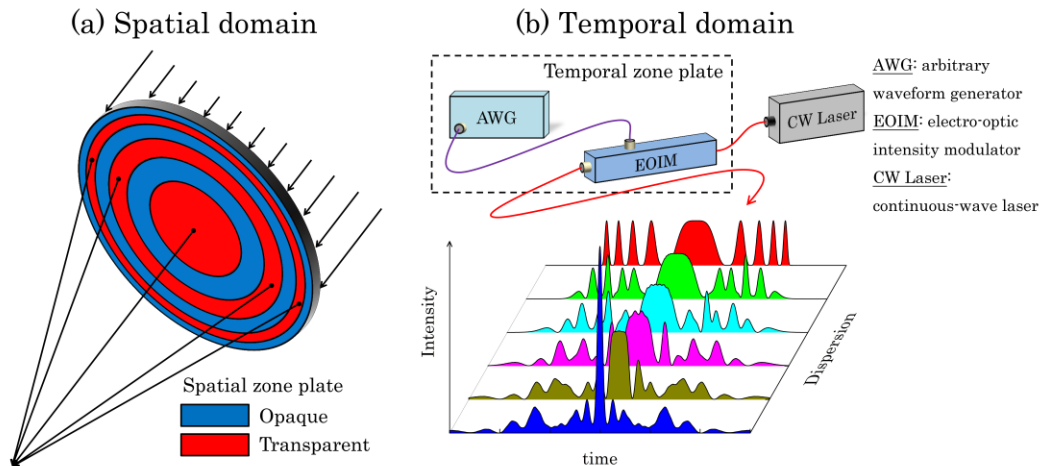 (a) Spatial domain
Spatial zone plate
Opaque
Transparent
(b) Temporal domain
Temporal zone plate
AWG
EOIM
CW Laser
AWG: arbitrary
waveform generator
EOIM: electro-optic
intensity modulator
CW Laser:
continuous-wave laser
Intensity
Dispersion
time